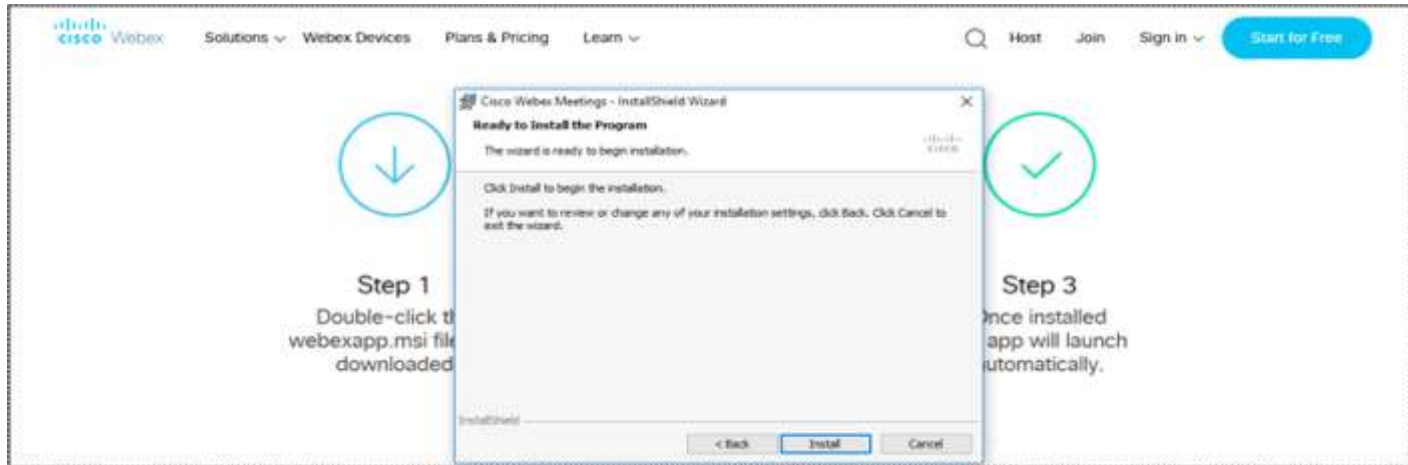 cisco Webex Solutions Webex Devices Plans & Pricing Learn Host Join Sign in Start for Free
Cisco Webex Meetings - InstallShield Wizard
Ready to Install the Program
The wizard is ready to begin installation.
cisco
Click Install to begin the installation.
If you want to review or change any of your installation settings, click Back. Click Cancel to
exit the wizard.
InstallShield
< Back Install Cancel
Step 1
Double-click th
webexapp.msi file
downloaded
Step 3
Once installed
app will launch
utomatically.